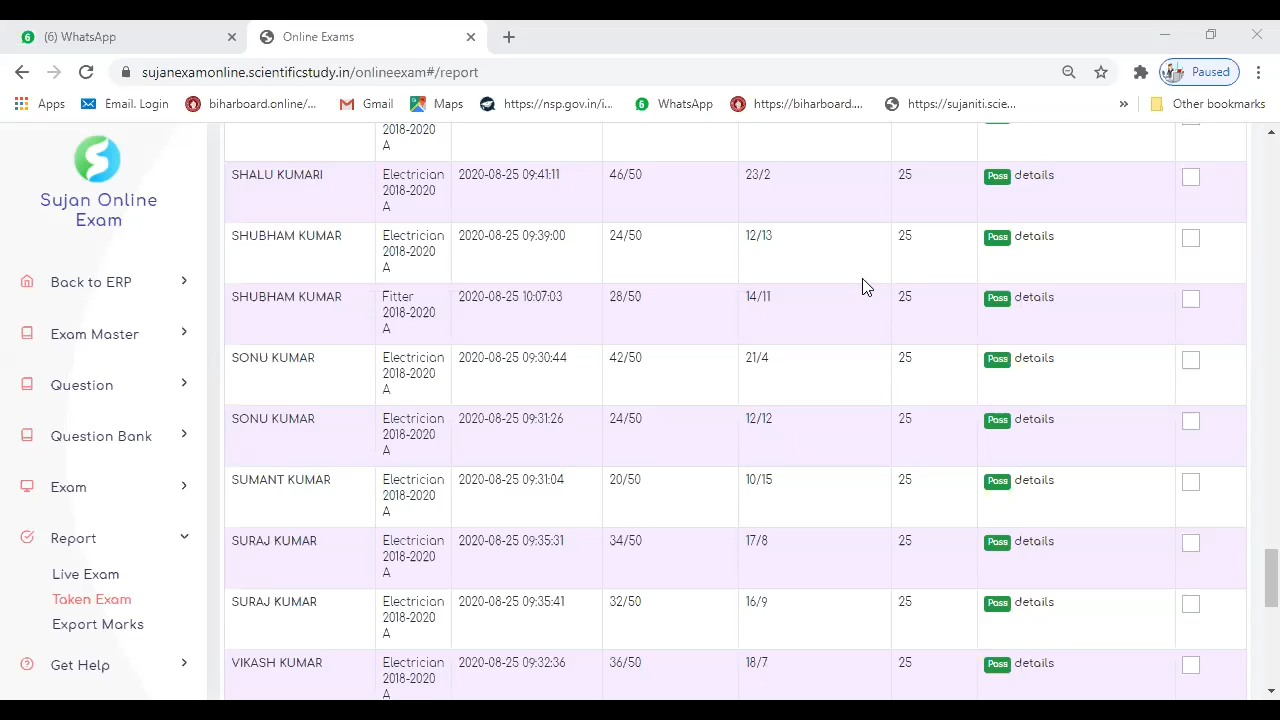 (6) WhatsApp
Online Exams
sujanexamonline.scientificstudy.in/onlineexam#/report
Paused
Apps
Email. Login
biharboard.online/...
Gmail
Maps
https://nsp.gov.in/i...
WhatsApp
https://biharboard....
https://sujaniti.scie...
»
Other bookmarks
Sujan Online
Exam
Back to ERP
Exam Master
Question
Question Bank
Exam
Report
Live Exam
Taken Exam
Export Marks
Get Help
2018-2020
A
SHALU KUMARI Electrician 2020-08-25 09:41:11 46/50 23/2 25 Pass details
2018-2020
A
SHUBHAM KUMAR Electrician 2020-08-25 09:39:00 24/50 12/13 25 Pass details
2018-2020
A
SHUBHAM KUMAR Fitter 2020-08-25 10:07:03 28/50 14/11 25 Pass details
2018-2020
A
SONU KUMAR Electrician 2020-08-25 09:30:44 42/50 21/4 25 Pass details
2018-2020
A
SONU KUMAR Electrician 2020-08-25 09:31:26 24/50 12/12 25 Pass details
2018-2020
A
SUMANT KUMAR Electrician 2020-08-25 09:31:04 20/50 10/15 25 Pass details
2018-2020
A
SURAJ KUMAR Electrician 2020-08-25 09:35:31 34/50 17/8 25 Pass details
2018-2020
A
SURAJ KUMAR Electrician 2020-08-25 09:35:41 32/50 16/9 25 Pass details
2018-2020
A
VIKASH KUMAR Electrician 2020-08-25 09:32:36 36/50 18/7 25 Pass details
2018-2020
A